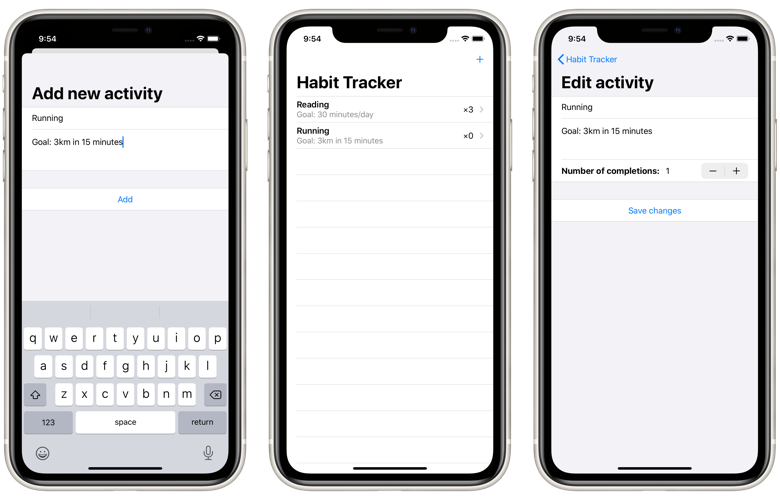 9:54
Add new activity
Running
Goal: 3km in 15 minutes
Add
q w e r t y u i o p
a s d f g h j k l
z x c v b n m
123 space return
9:54
+
Habit Tracker
Reading ×3
Goal: 30 minutes/day
Running ×0
Goal: 3km in 15 minutes
9:54
Habit Tracker
Edit activity
Running
Goal: 3km in 15 minutes
Number of completions: 1 − +
Save changes